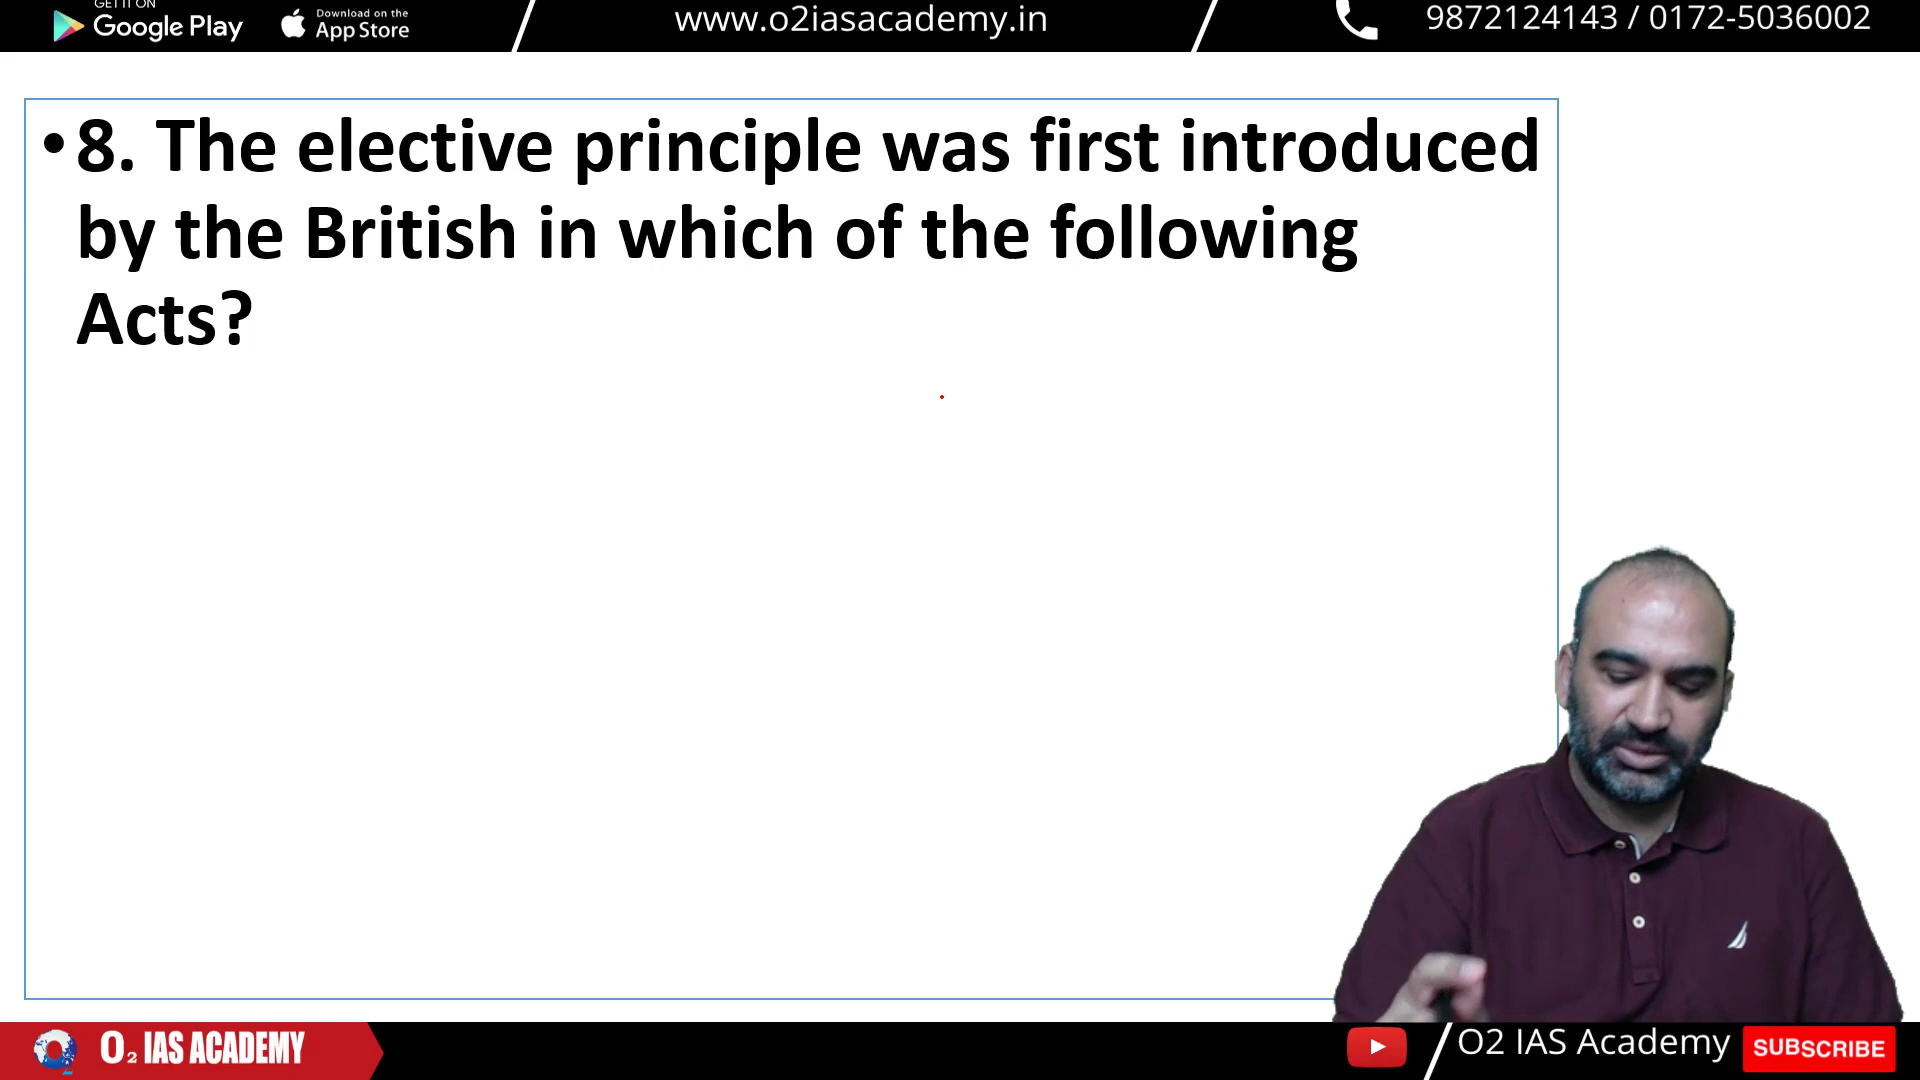 GET IT ON
Google Play
Download on the
App Store
www.o2iasacademy.in
9872124143 / 0172-5036002
• 8. The elective principle was first introduced
by the British in which of the following
Acts?
O2 IAS ACADEMY
O2 IAS Academy
SUBSCRIBE